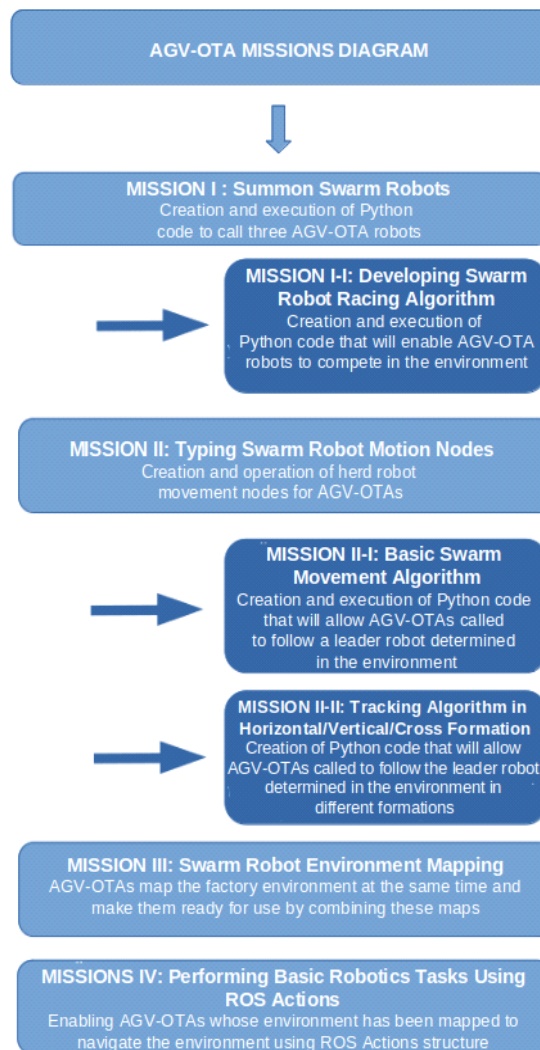 AGV-OTA MISSIONS DIAGRAM
MISSION I : Summon Swarm Robots
Creation and execution of Python
code to call three AGV-OTA robots
MISSION I-I: Developing Swarm
Robot Racing Algorithm
Creation and execution of
Python code that will enable AGV-OTA
robots to compete in the environment
MISSION II: Typing Swarm Robot Motion Nodes
Creation and operation of herd robot
movement nodes for AGV-OTAs
MISSION II-I: Basic Swarm
Movement Algorithm
Creation and execution of Python code
that will allow AGV-OTAs called
to follow a leader robot determined
in the environment
MISSION II-II: Tracking Algorithm in
Horizontal/Vertical/Cross Formation
Creation of Python code that will allow
AGV-OTAs called to follow the leader robot
determined in the environment in
different formations
MISSION III: Swarm Robot Environment Mapping
AGV-OTAs map the factory environment at the same time and
make them ready for use by combining these maps
MISSIONS IV: Performing Basic Robotics Tasks Using
ROS Actions
Enabling AGV-OTAs whose environment has been mapped to
navigate the environment using ROS Actions structure